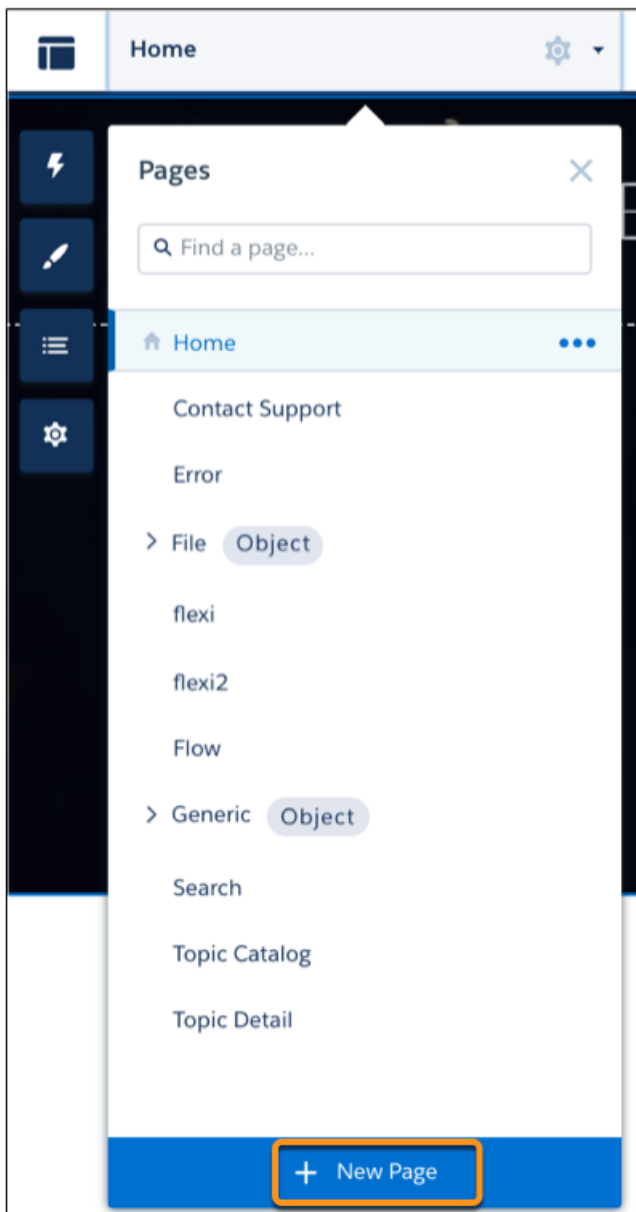 Home
Pages
Find a page...
Home
Contact Support
Error
File Object
flexi
flexi2
Flow
Generic Object
Search
Topic Catalog
Topic Detail
+ New Page